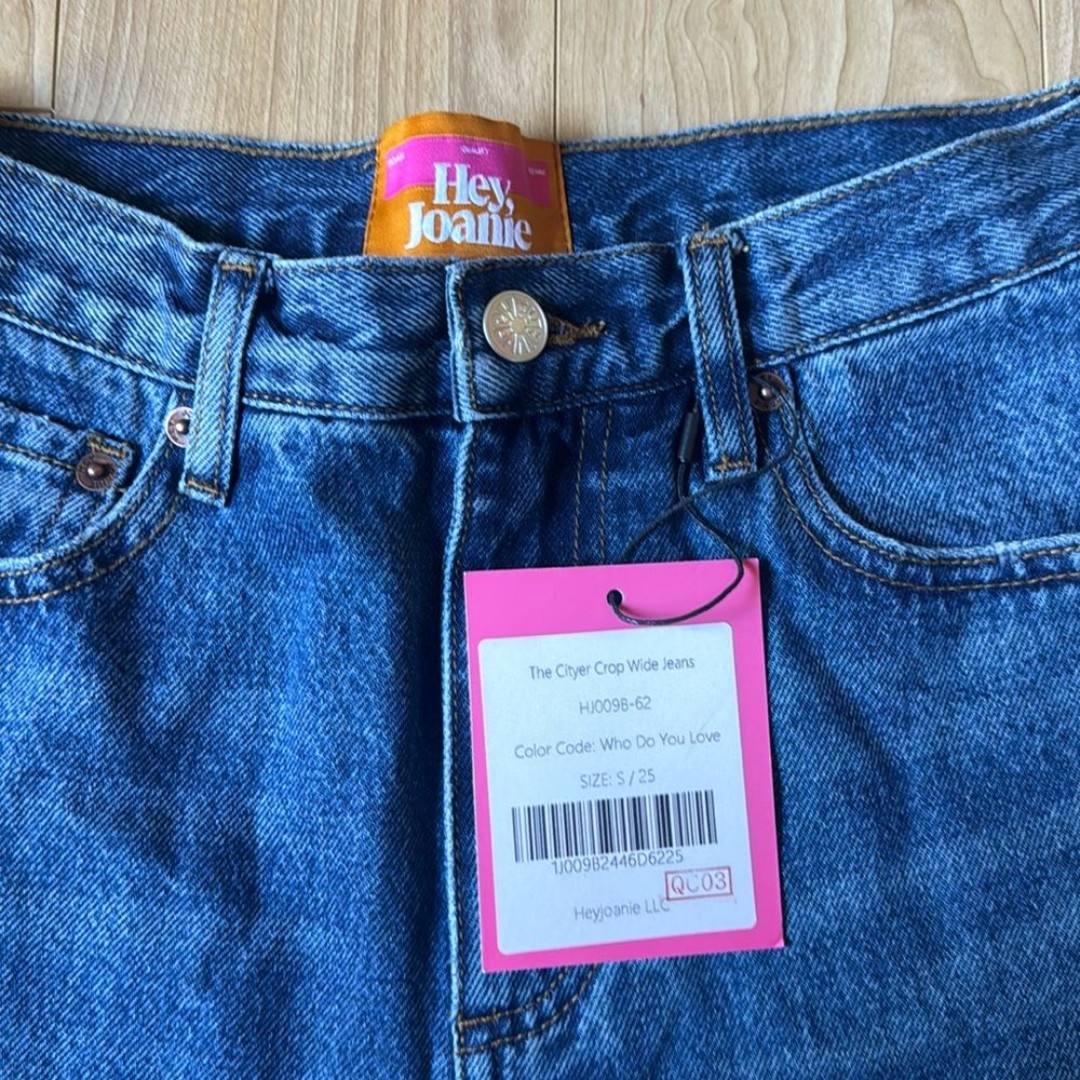 QUALITY
Hey,
Joanie
The Cityer Crop Wide Jeans
HJ009B-62
Color Code: Who Do You Love
SIZE: S / 25
1J009B2446D6225
QC03
Heyjoanie LLC